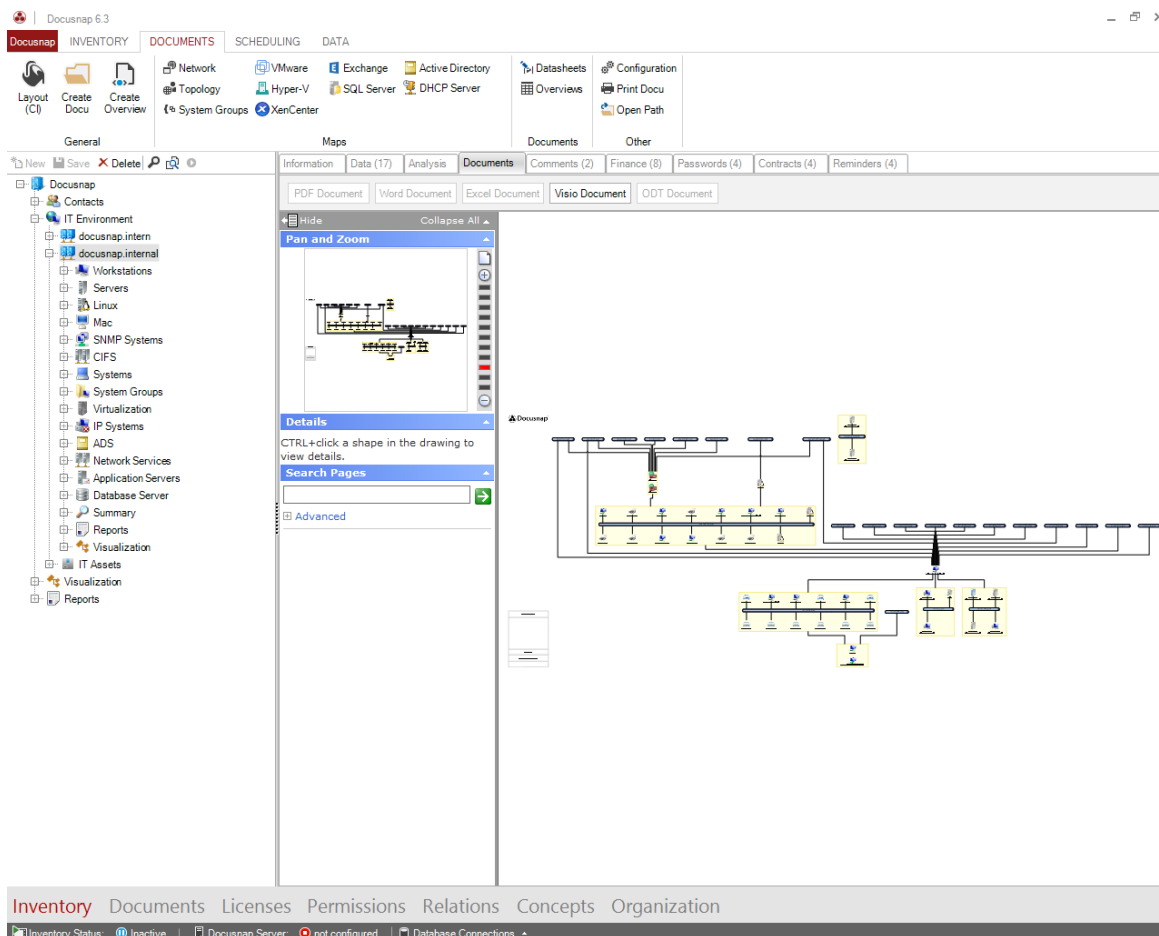 Docusnap 6.3
Docusnap INVENTORY DOCUMENTS SCHEDULING DATA
Network VMware Exchange Active Directory Datasheets Configuration
Topology Hyper-V SQL Server DHCP Server Overviews Print Docu
System Groups XenCenter Open Path
Layout (CI) Create Docu Create Overview
General Maps Documents Other
New Save Delete Information Data (17) Analysis Documents Comments (2) Finance (8) Passwords (4) Contracts (4) Reminders (4)
PDF Document Word Document Excel Document Visio Document ODT Document
Docusnap
Contacts
IT Environment
docusnap.intern
docusnap.internal
Workstations
Servers
Linux
Mac
SNMP Systems
CIFS
Systems
System Groups
Virtualization
IP Systems
ADS
Network Services
Application Servers
Database Server
Summary
Reports
Visualization
IT Assets
Visualization
Reports
Hide Collapse All
Pan and Zoom
Details
CTRL+click a shape in the drawing to
view details.
Search Pages
Advanced
Docusnap
Inventory Documents Licenses Permissions Relations Concepts Organization
Inventory Status: Inactive | Docusnap Server: not configured | Database Connections